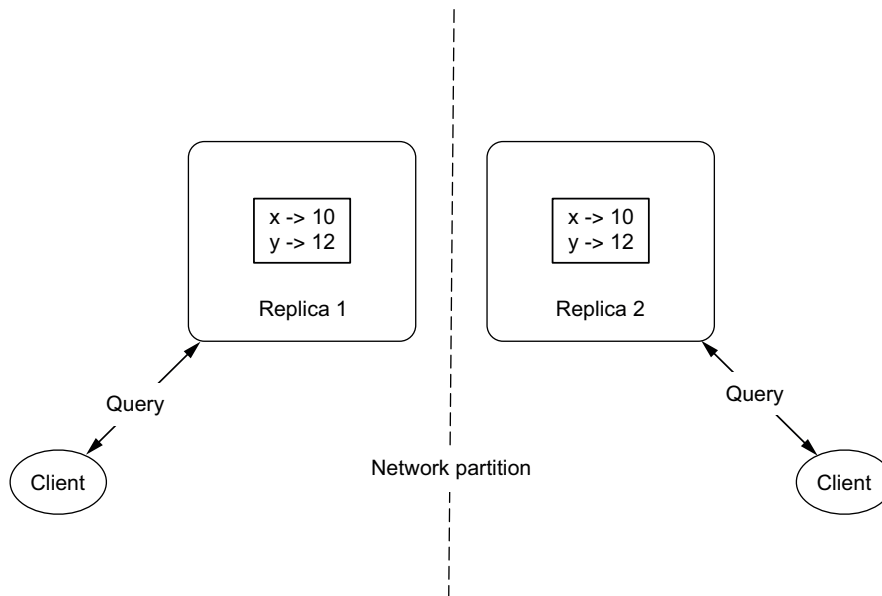 x -> 10
y -> 12
Replica 1
x -> 10
y -> 12
Replica 2
Query
Query
Network partition
Client
Client